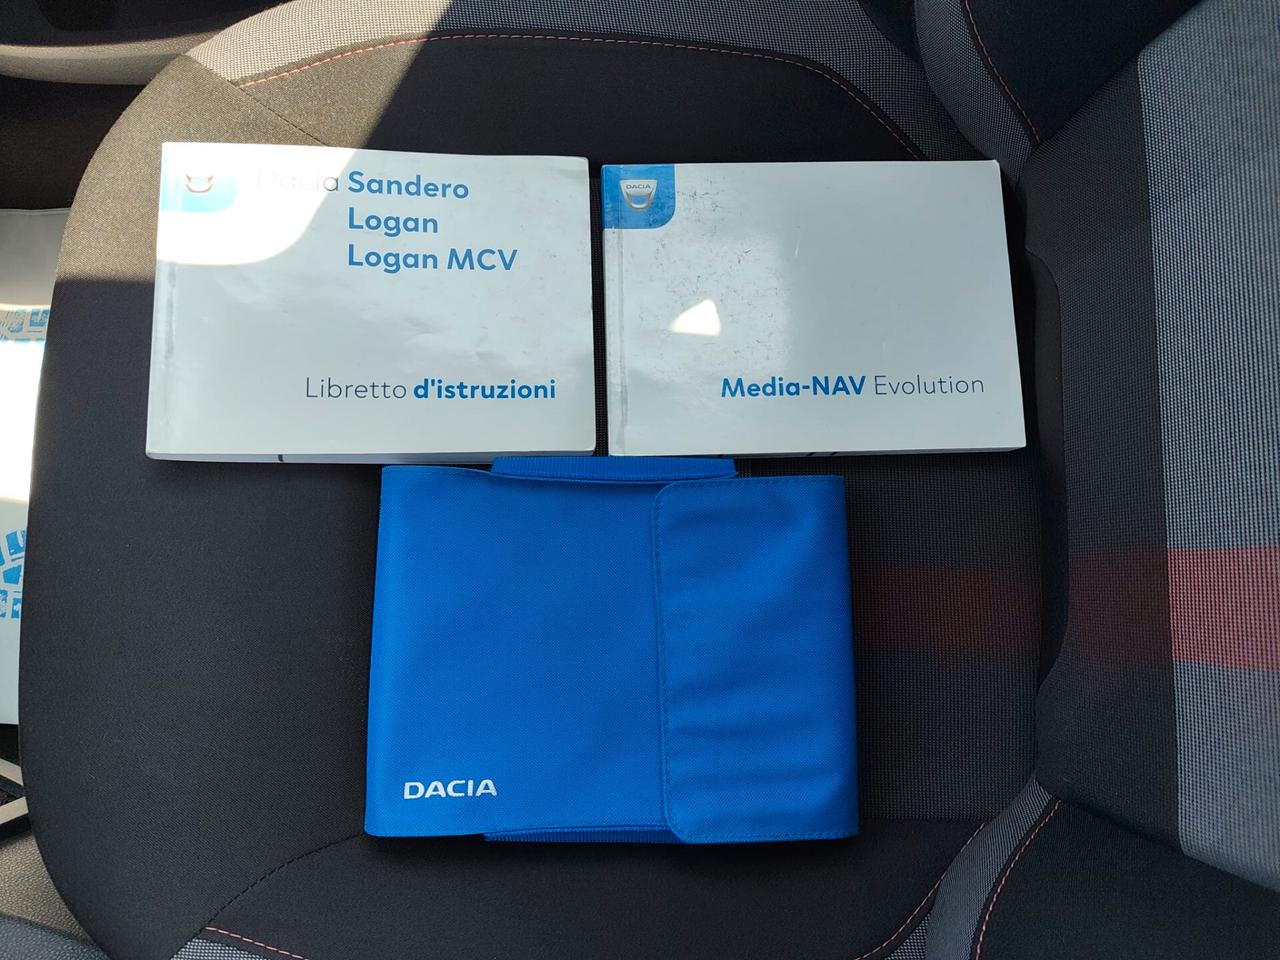 Dacia Sandero
Logan
Logan MCV
Libretto d'istruzioni
DACIA
Media-NAV Evolution
DACIA